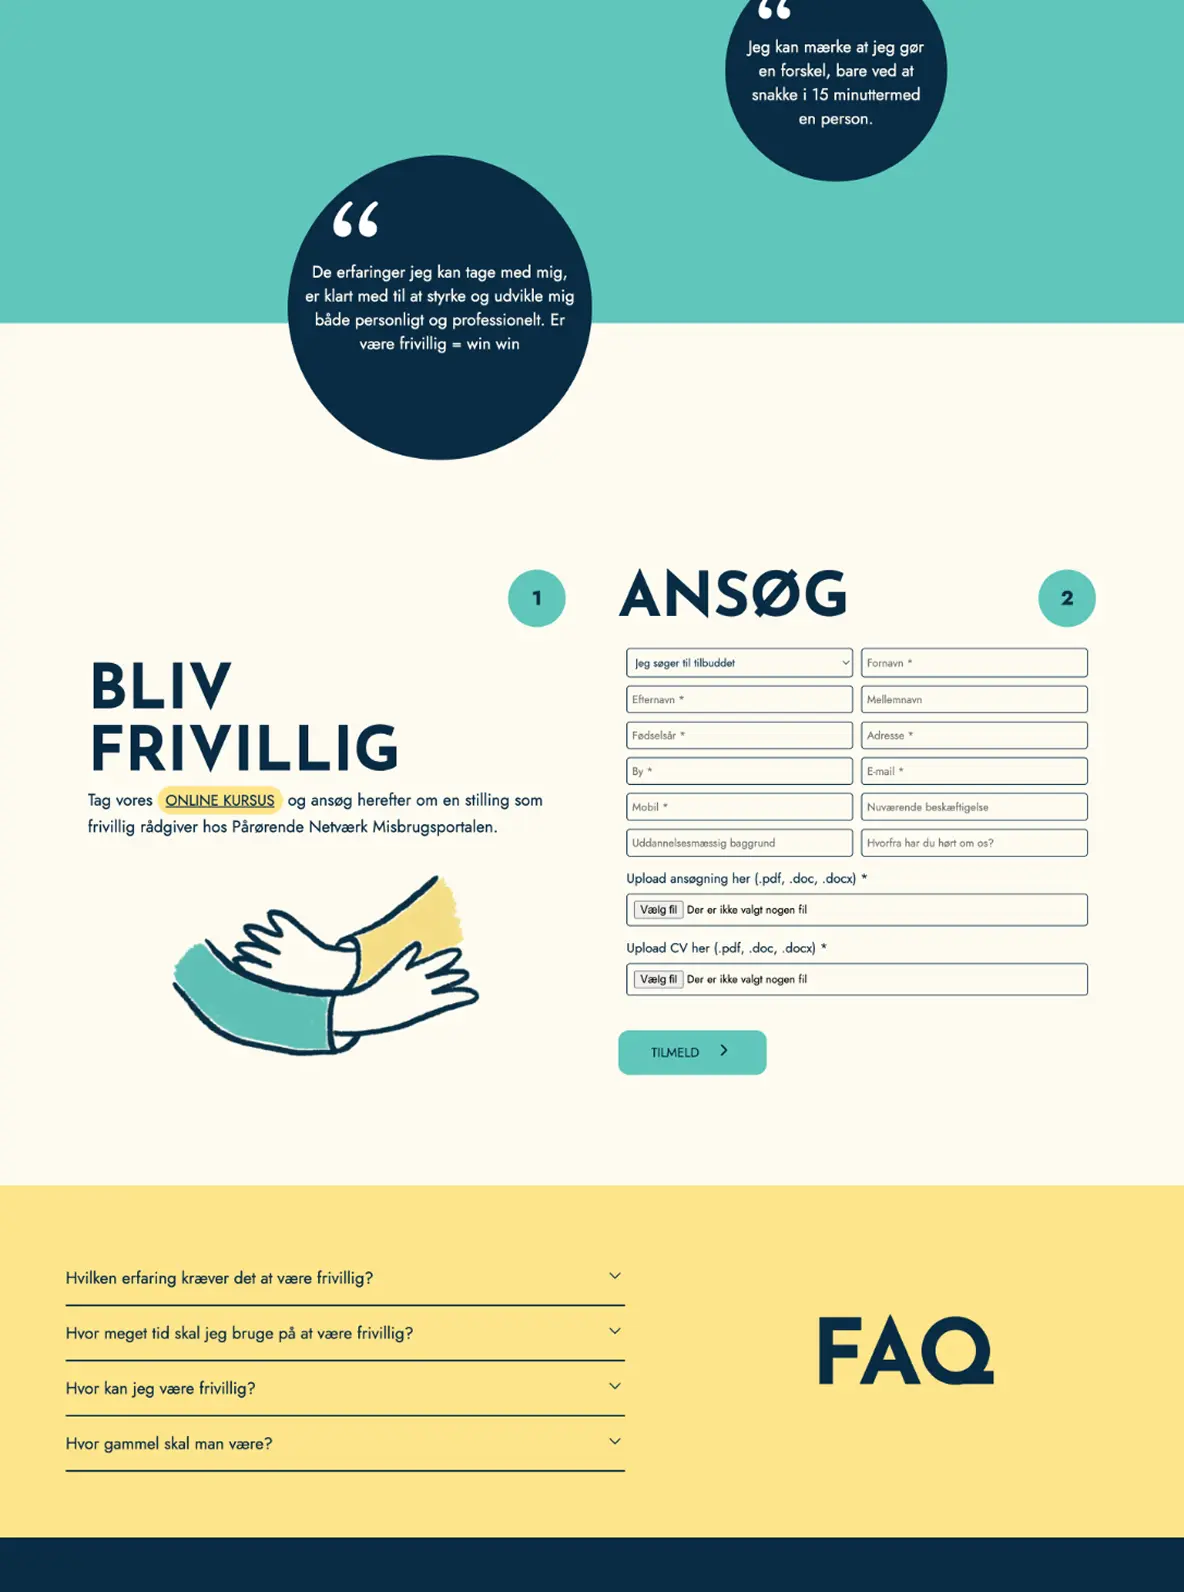 “
Jeg kan mærke at jeg gør
en forskel, bare ved at
snakke i 15 minuttermed
en person.
“
De erfaringer jeg kan tage med mig,
er klart med til at styrke og udvikle mig
både personligt og professionelt. Er
være frivillig = win win
1
BLIV
FRIVILLIG
Tag vores ONLINE KURSUS og ansøg herefter om en stilling som
frivillig rådgiver hos Pårørende Netværk Misbrugsportalen.
ANSØG
2
Jeg søger til tilbuddet
Fornavn *
Efternavn *
Mellemnavn
Fødselsår *
Adresse *
By *
E-mail *
Mobil *
Nuværende beskæftigelse
Uddannelsesmæssig baggrund
Hvorfra har du hørt om os?
Upload ansøgning her (.pdf, .doc, .docx) *
Vælg fil Der er ikke valgt nogen fil
Upload CV her (.pdf, .doc, .docx) *
Vælg fil Der er ikke valgt nogen fil
TILMELD
Hvilken erfaring kræver det at være frivillig?
Hvor meget tid skal jeg bruge på at være frivillig?
Hvor kan jeg være frivillig?
Hvor gammel skal man være?
FAQ